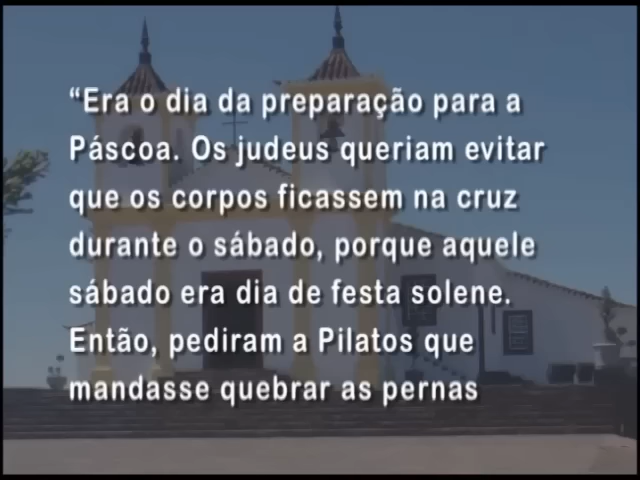 “Era o dia da preparação para a
Páscoa. Os judeus queriam evitar
que os corpos ficassem na cruz
durante o sábado, porque aquele
sábado era dia de festa solene.
Então, pediram a Pilatos que
mandasse quebrar as pernas